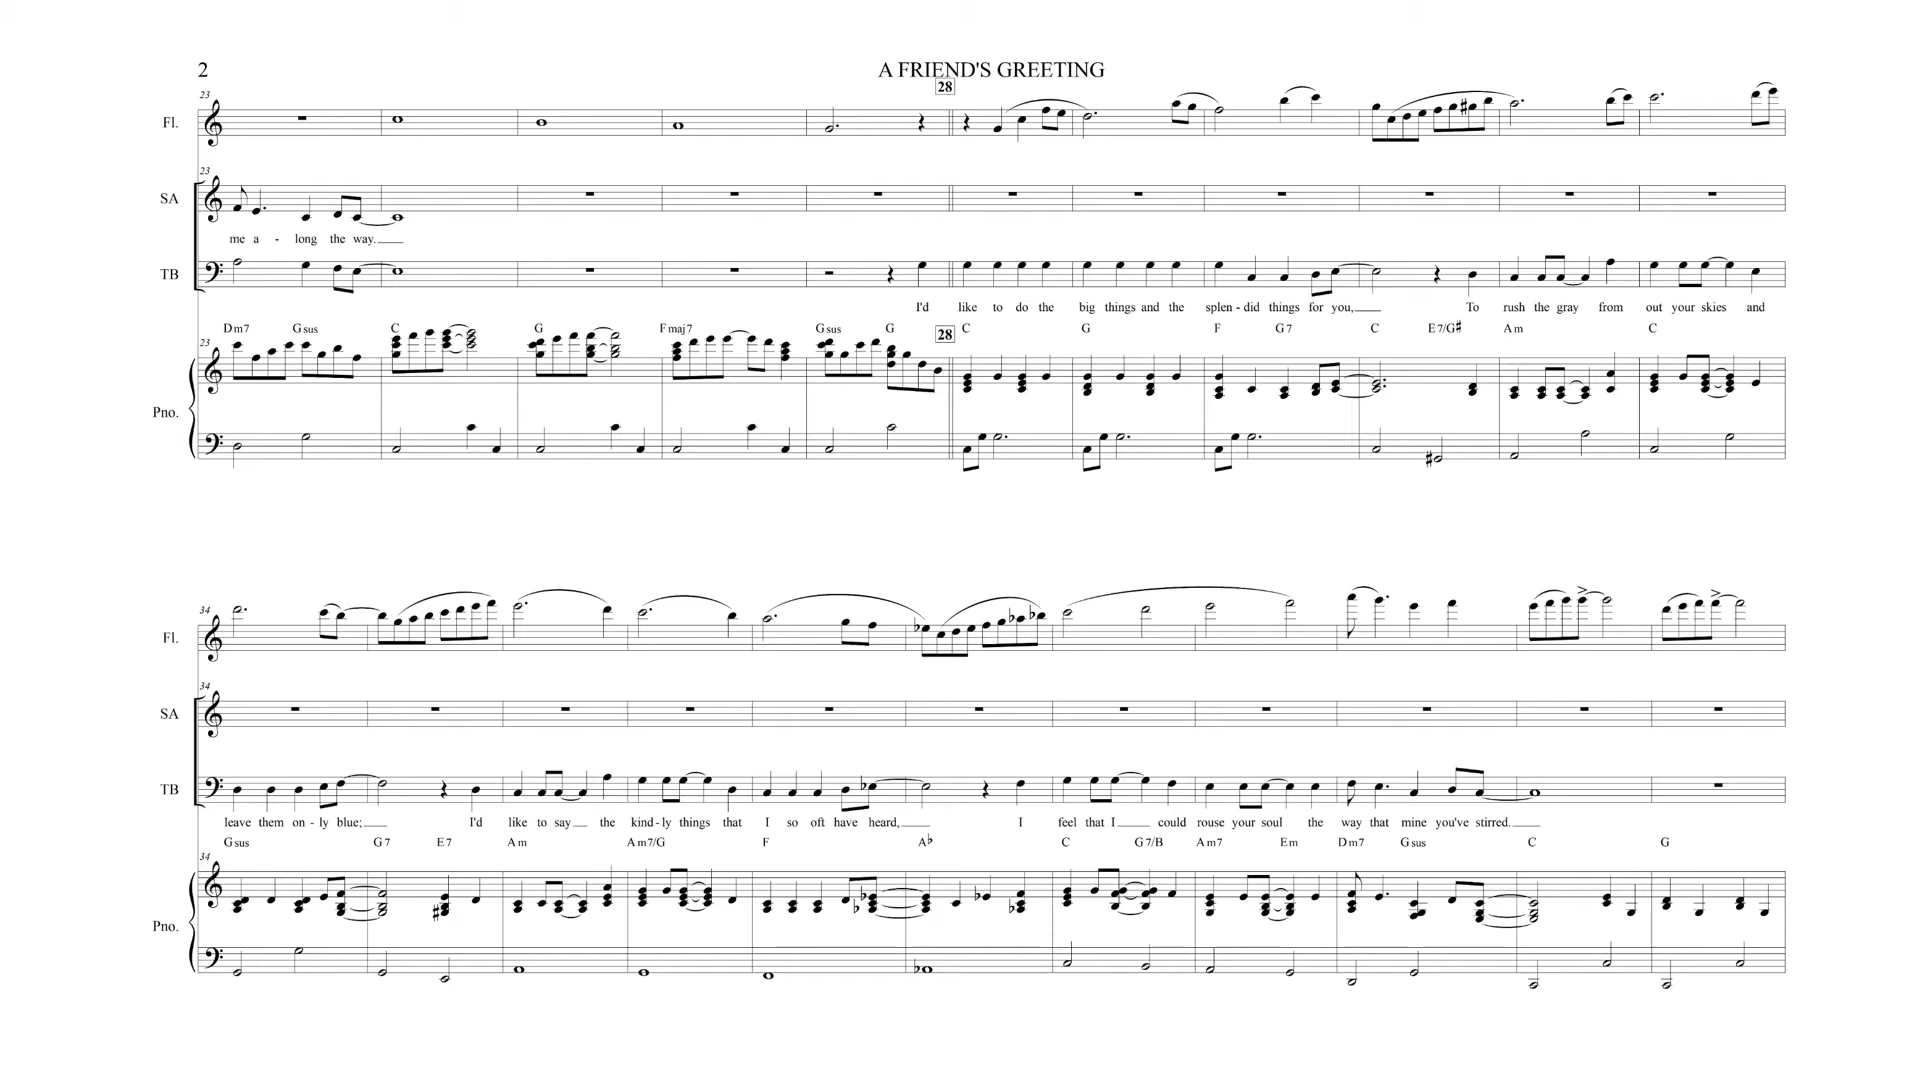 2
A FRIEND'S GREETING
28
23
Fl.
23
SA
me a - long the way.
TB
I'd like to do the big things and the splen - did things for you, To rush the gray from out your skies and
Dm7 Gsus C G Fmaj7 Gsus G 28 C G F G7 C E7/G# Am C
23
Pno.
34
Fl.
34
SA
TB
leave them on - ly blue; I'd like to say the kind - ly things that I so oft have heard, I feel that I could rouse your soul the way that mine you've stirred.
Gsus G7 E7 Am Am7/G F A♭ C G7/B Am7 Em Dm7 Gsus C G
34
Pno.